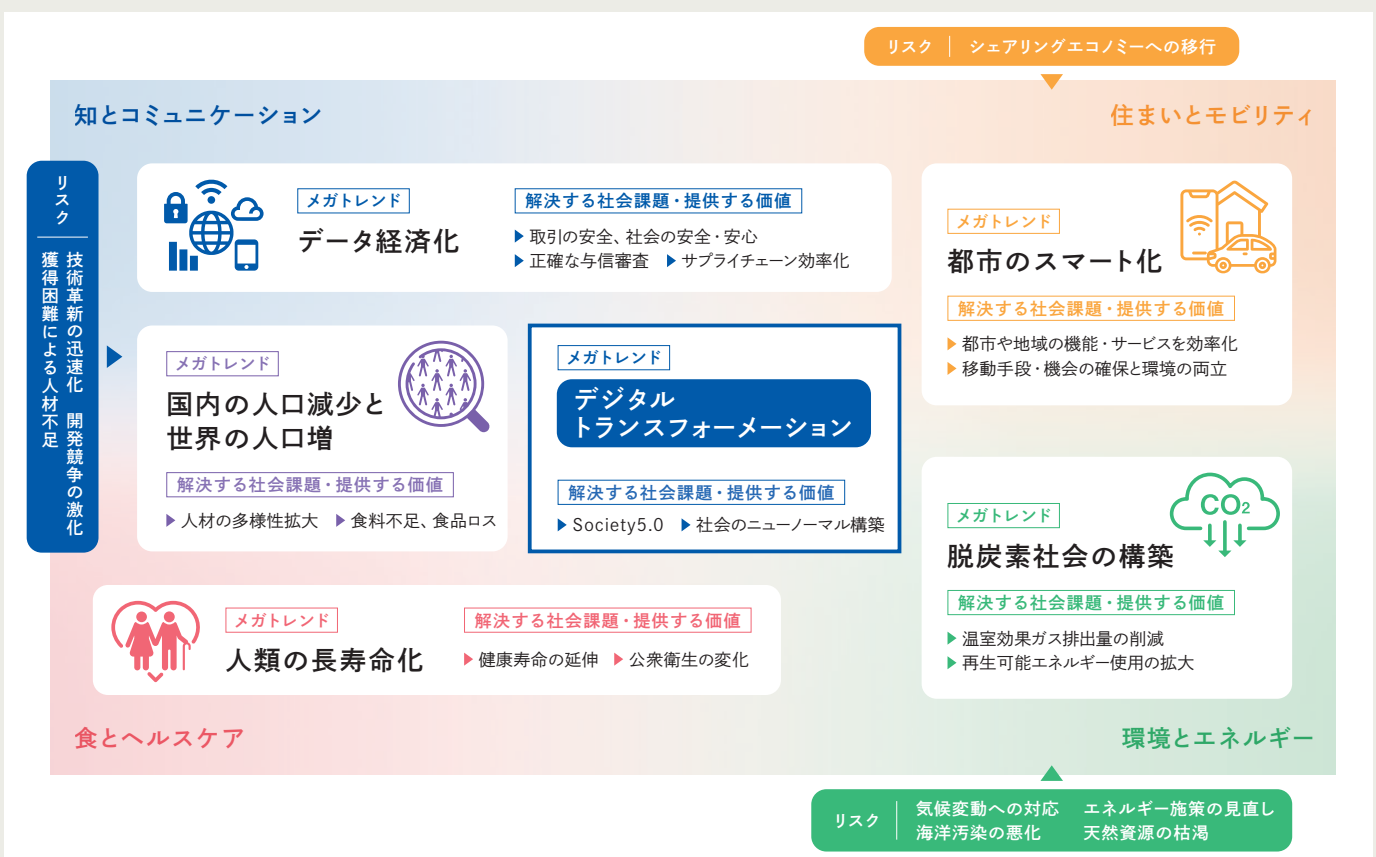 リスク シェアリングエコノミーへの移行
知とコミュニケーション
住まいとモビリティ
リスク
技術革新の迅速化 開発競争の激化
獲得困難による人材不足
メガトレンド
データ経済化
解決する社会課題・提供する価値
▶ 取引の安全、社会の安全・安心
▶ 正確な与信審査 ▶ サプライチェーン効率化
メガトレンド
都市のスマート化
解決する社会課題・提供する価値
▶ 都市や地域の機能・サービスを効率化
▶ 移動手段・機会の確保と環境の両立
メガトレンド
国内の人口減少と
世界の人口増
解決する社会課題・提供する価値
▶ 人材の多様性拡大 ▶ 食料不足、食品ロス
メガトレンド
デジタル
トランスフォーメーション
解決する社会課題・提供する価値
▶ Society5.0 ▶ 社会のニューノーマル構築
メガトレンド
脱炭素社会の構築
CO2
解決する社会課題・提供する価値
▶ 温室効果ガス排出量の削減
▶ 再生可能エネルギー使用の拡大
メガトレンド
人類の長寿命化
解決する社会課題・提供する価値
▶ 健康寿命の延伸 ▶ 公衆衛生の変化
食とヘルスケア
環境とエネルギー
リスク
気候変動への対応 エネルギー施策の見直し
海洋汚染の悪化 天然資源の枯渇